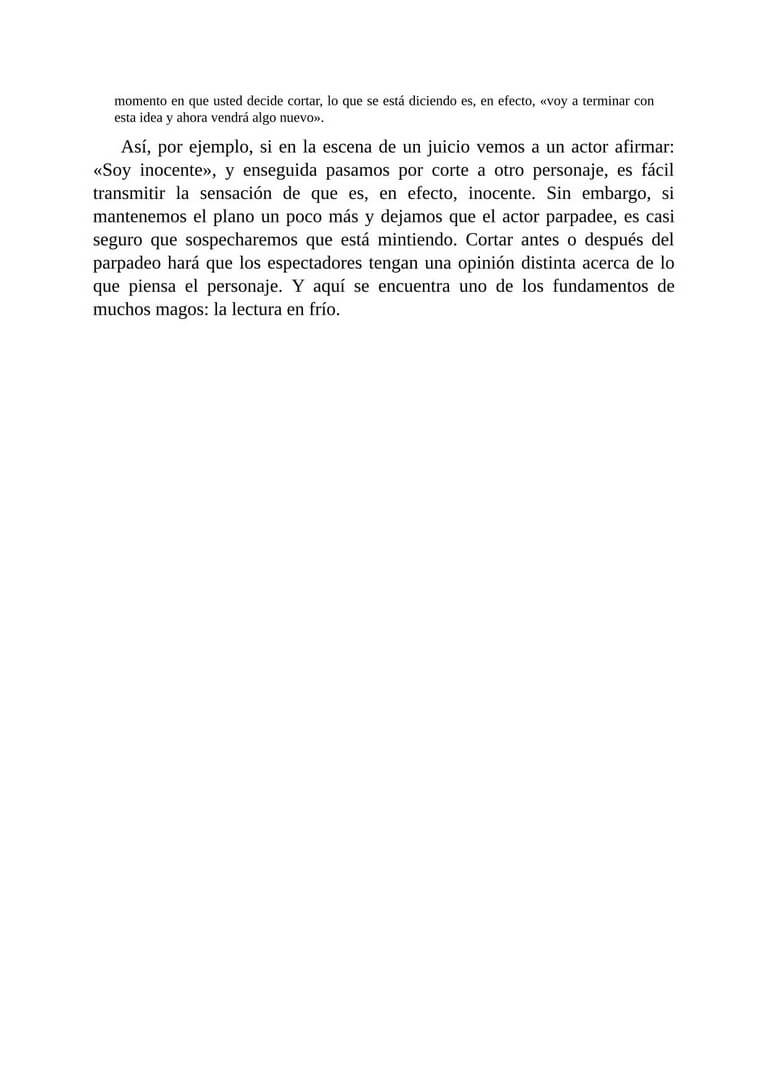 momento en que usted decide cortar, lo que se está diciendo es, en efecto, «voy a terminar con
esta idea y ahora vendrá algo nuevo».
Así, por ejemplo, si en la escena de un juicio vemos a un actor afirmar:
«Soy inocente», y enseguida pasamos por corte a otro personaje, es fácil
transmitir la sensación de que es, en efecto, inocente. Sin embargo, si
mantenemos el plano un poco más y dejamos que el actor parpadee, es casi
seguro que sospecharemos que está mintiendo. Cortar antes o después del
parpadeo hará que los espectadores tengan una opinión distinta acerca de lo
que piensa el personaje. Y aquí se encuentra uno de los fundamentos de
muchos magos: la lectura en frío.